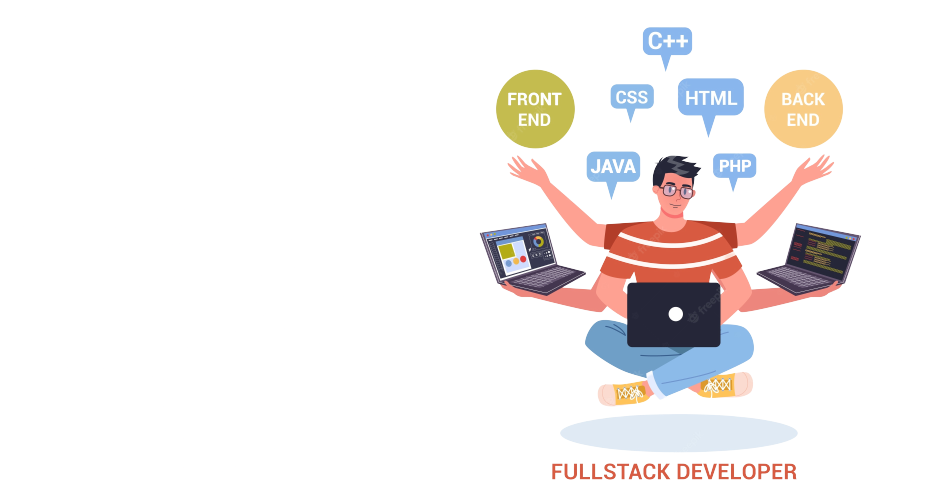 C++
FRONT
END
CSS
HTML
BACK
END
JAVA
PHP
FULLSTACK DEVELOPER